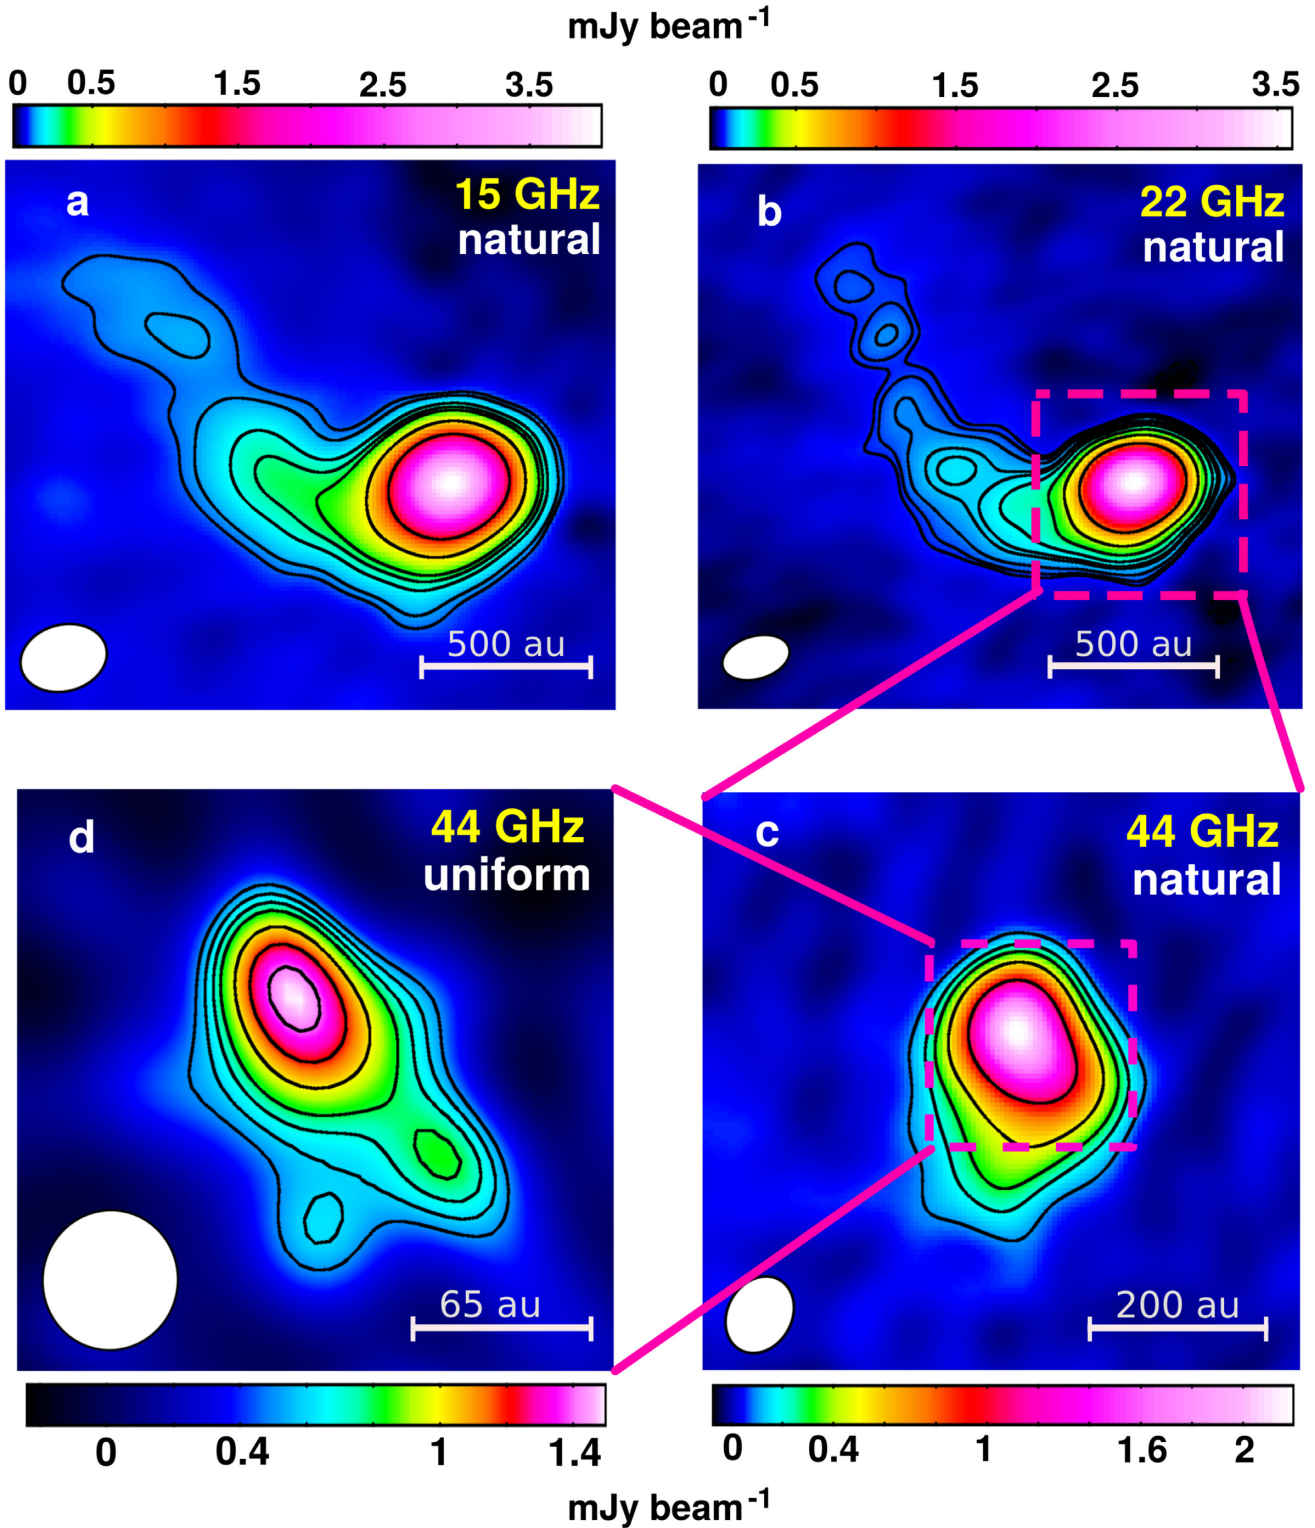 mJy beam-1
0 0.5 1.5 2.5 3.5
0 0.5 1.5 2.5 3.5
a
15 GHz
natural
500 au
b
22 GHz
natural
500 au
d
44 GHz
uniform
65 au
c
44 GHz
natural
200 au
0 0.4 1 1.4
0 0.4 1 1.6 2
mJy beam-1